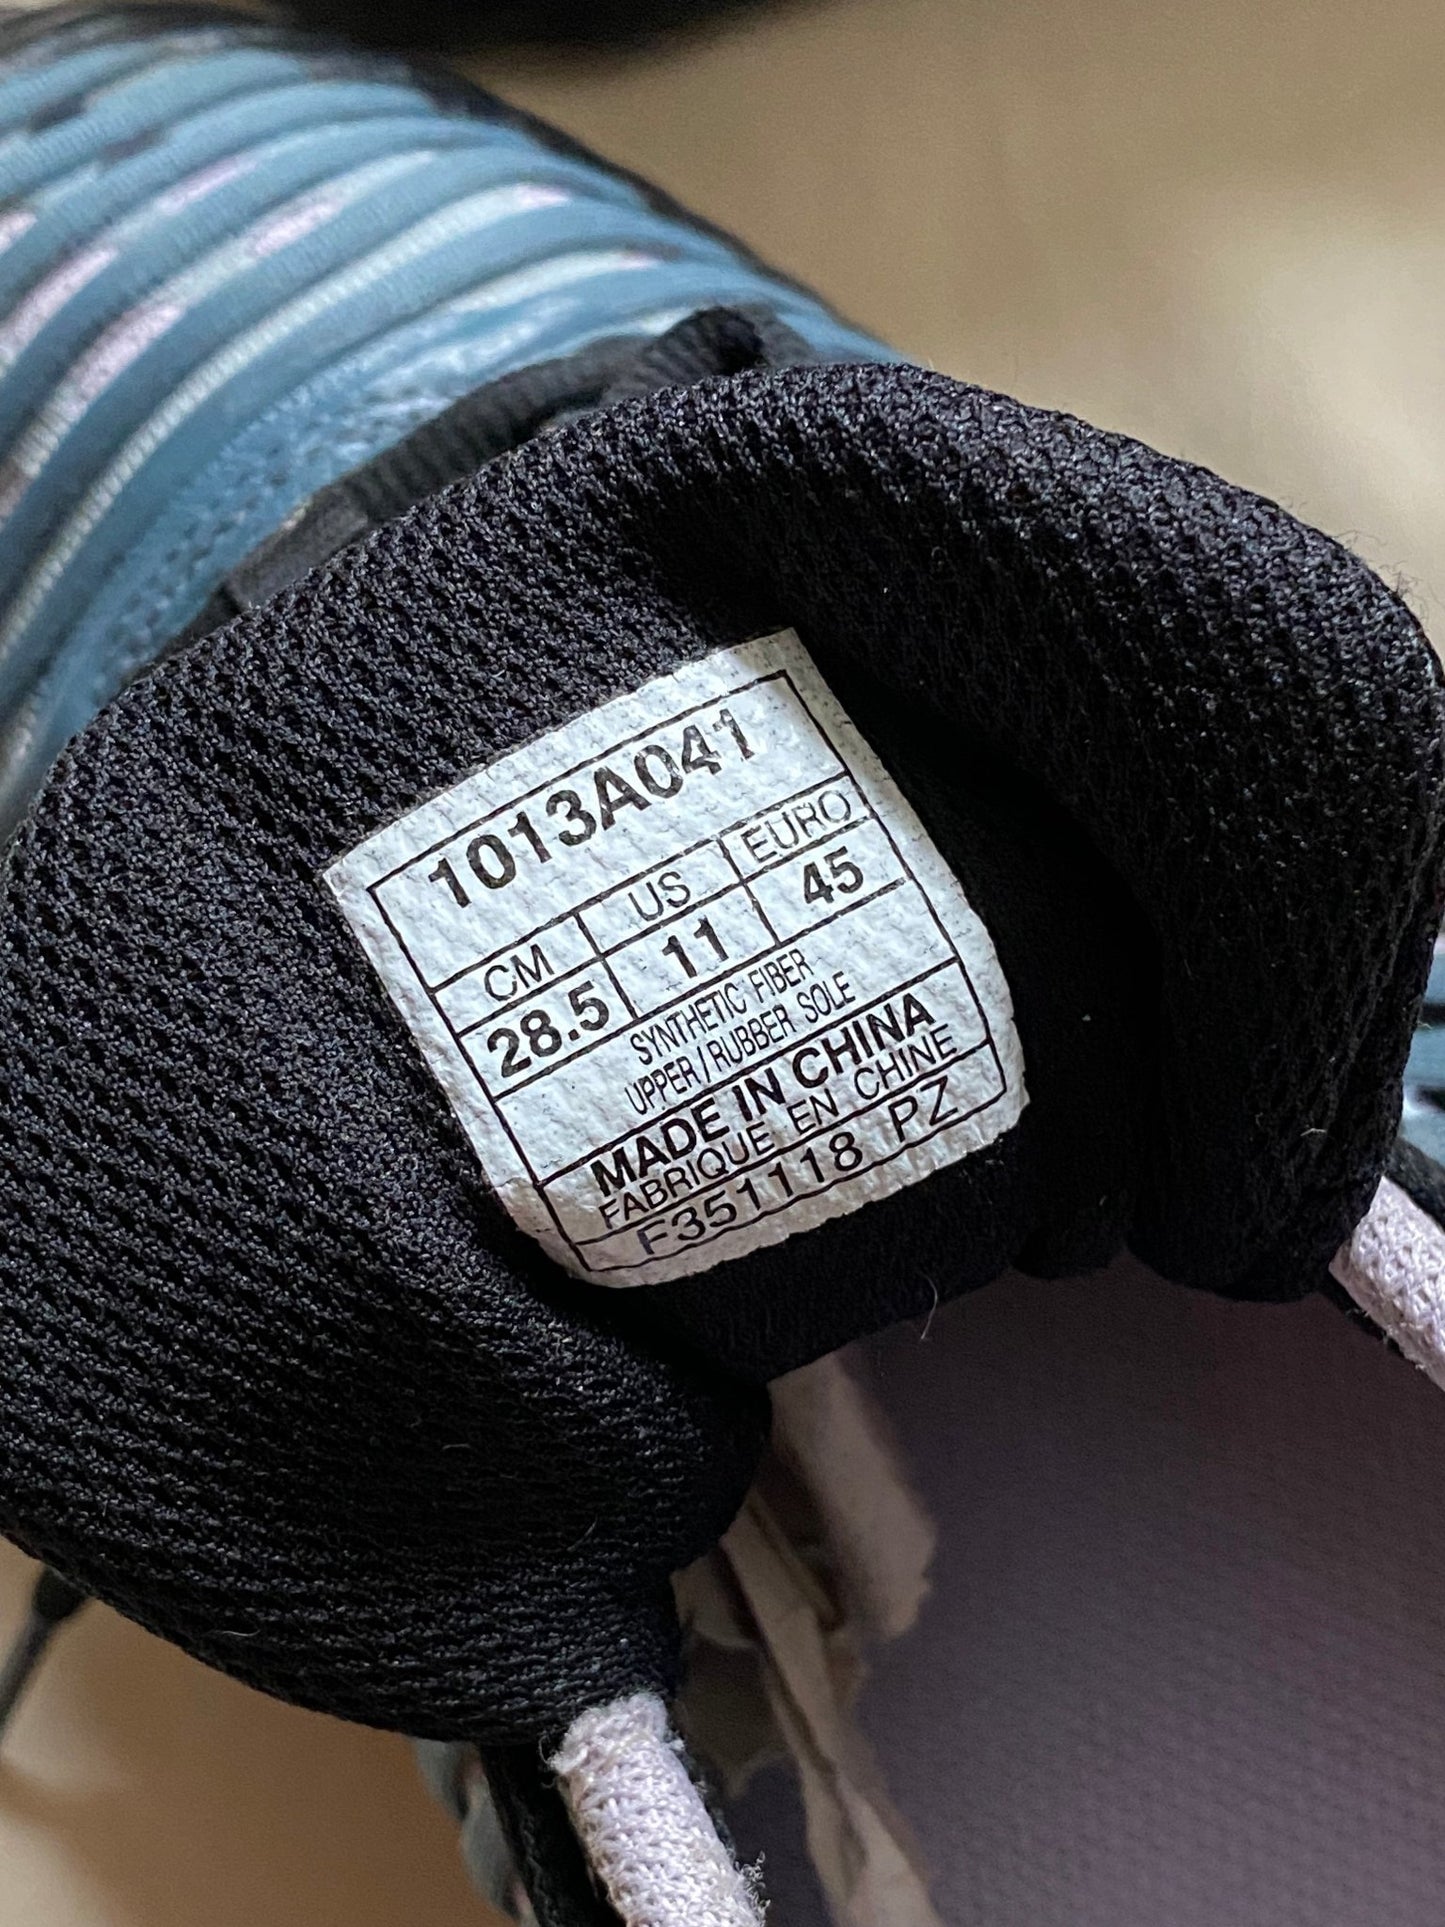 1013A041
CM US EURO
28.5 11 45
SYNTHETIC FIBER
UPPER/RUBBER SOLE
MADE IN CHINA
FABRIQUE EN CHINE
F351118 PZ